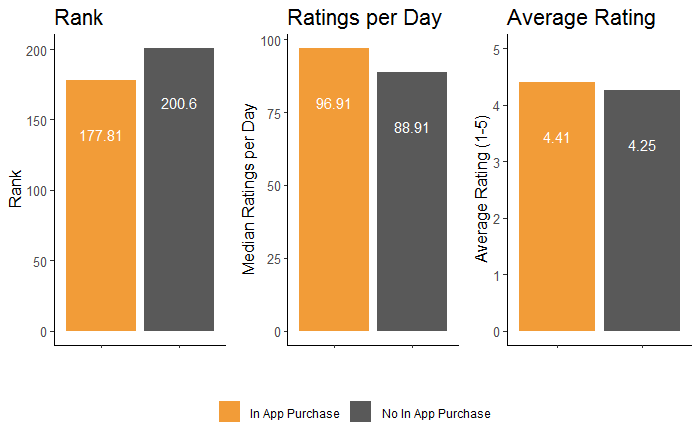 Rank
Ratings per Day
Average Rating
Rank
200
150
100
50
0
177.81
200.6
Median Ratings per Day
100
75
50
25
0
96.91
88.91
Average Rating (1-5)
5
4
3
2
1
0
4.41
4.25
In App Purchase
No In App Purchase